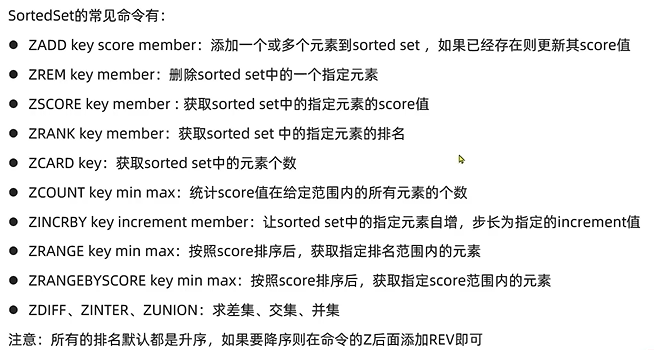 SortedSet的常见命令有：
● ZADD key score member：添加一个或多个元素到sorted set ，如果已经存在则更新其score值
● ZREM key member：删除sorted set中的一个指定元素
● ZSCORE key member : 获取sorted set中的指定元素的score值
● ZRANK key member：获取sorted set 中的指定元素的排名
● ZCARD key：获取sorted set中的元素个数
● ZCOUNT key min max：统计score值在给定范围内的所有元素的个数
● ZINCRBY key increment member：让sorted set中的指定元素自增，步长为指定的increment值
● ZRANGE key min max：按照score排序后，获取指定排名范围内的元素
● ZRANGEBYSCORE key min max：按照score排序后，获取指定score范围内的元素
● ZDIFF、ZINTER、ZUNION：求差集、交集、并集
注意：所有的排名默认都是升序，如果要降序则在命令的Z后面添加REV即可